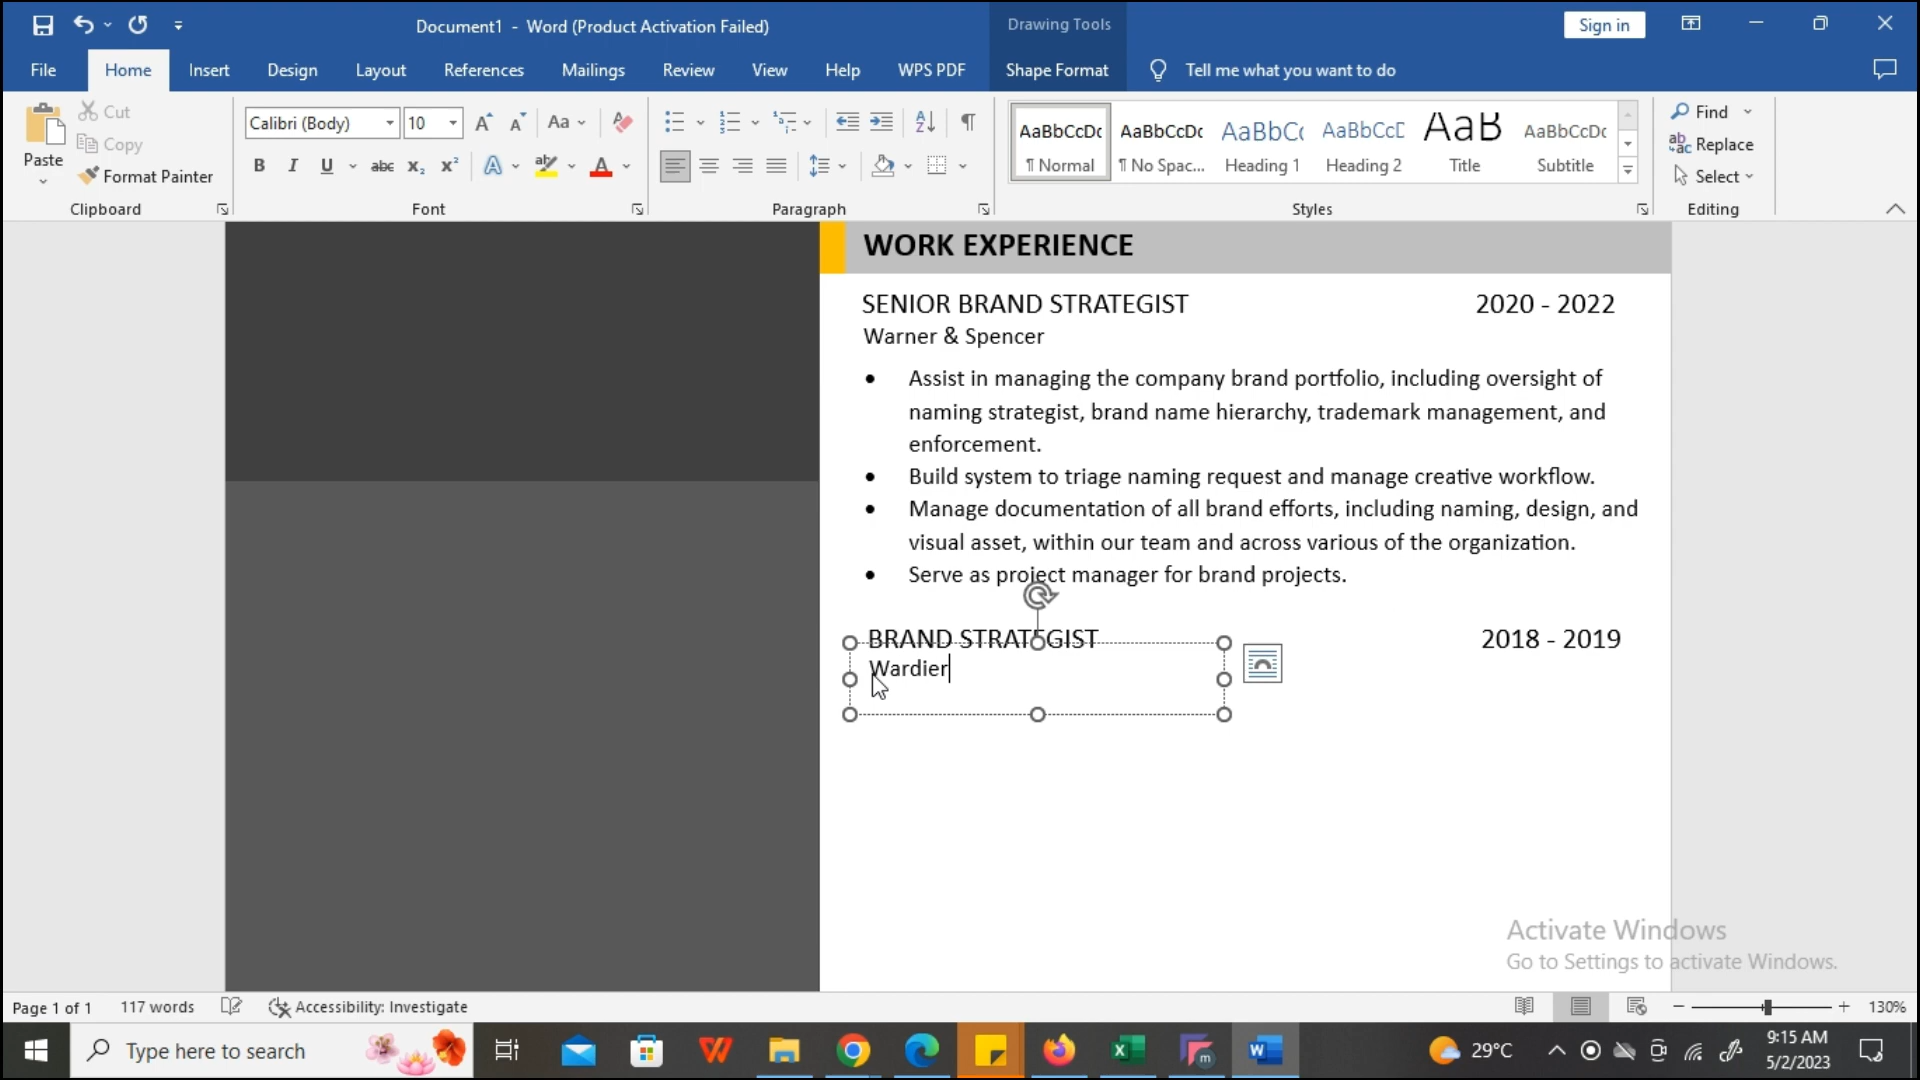 Document1 - Word (Product Activation Failed)
Drawing Tools
Sign in
File
Home
Insert
Design
Layout
References
Mailings
Review
View
Help
WPS PDF
Shape Format
Tell me what you want to do
Paste
Cut
Copy
Format Painter
Clipboard
Calibri (Body)
10
Font
Paragraph
AaBbCcDc
¶ Normal
AaBbCcDc
¶ No Spac...
AaBbCc
Heading 1
AaBbCcE
Heading 2
AaB
Title
AaBbCcDc
Subtitle
Styles
Find
Replace
Select
Editing
WORK EXPERIENCE
SENIOR BRAND STRATEGIST 2020 - 2022
Warner & Spencer
• Assist in managing the company brand portfolio, including oversight of
naming strategist, brand name hierarchy, trademark management, and
enforcement.
• Build system to triage naming request and manage creative workflow.
• Manage documentation of all brand efforts, including naming, design, and
visual asset, within our team and across various of the organization.
• Serve as project manager for brand projects.
BRAND STRATEGIST 2018 - 2019
Wardier
Activate Windows
Go to Settings to activate Windows.
Page 1 of 1
117 words
Accessibility: Investigate
130%
Type here to search
29°C
9:15 AM
5/2/2023